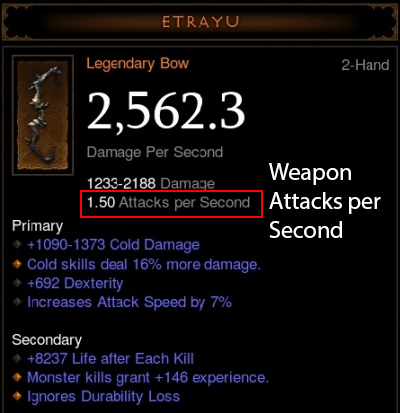 ETRAYU
Legendary Bow
2-Hand
2,562.3
Damage Per Second
1233-2188 Damage
1.50 Attacks per Second
Weapon
Attacks per
Second
Primary
+1090-1373 Cold Damage
Cold skills deal 16% more damage.
+692 Dexterity
Increases Attack Speed by 7%
Secondary
+8237 Life after Each Kill
Monster kills grant +146 experience.
Ignores Durability Loss